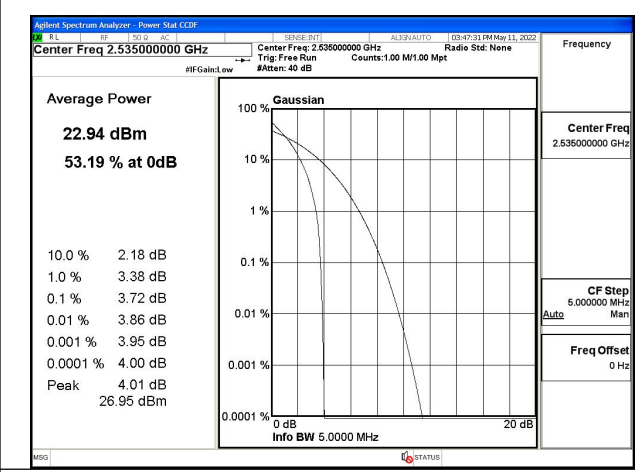 Agilent Spectrum Analyzer - Power Stat CCDF
RL RF 50 Ω AC SENSE:INT ALIGNAUTO 03:47:31 PM May 11, 2022
Center Freq 2.535000000 GHz
#IFGain:Low
Center Freq: 2.535000000 GHz
Trig: Free Run Counts:1.00 M/1.00 Mpt
#Atten: 40 dB
Radio Std: None
Average Power
22.94 dBm
53.19 % at 0dB
10.0 % 2.18 dB
1.0 % 3.38 dB
0.1 % 3.72 dB
0.01 % 3.86 dB
0.001 % 3.95 dB
0.0001 % 4.00 dB
Peak 4.01 dB
26.95 dBm
Gaussian
100 %
10 %
1 %
0.1 %
0.01 %
0.001 %
0.0001 %
0 dB 20 dB
Info BW 5.0000 MHz
Frequency
Center Freq
2.535000000 GHz
CF Step
5.000000 MHz
Auto Man
Freq Offset
0 Hz
MSG STATUS